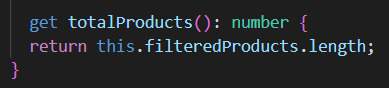 get totalProducts(): number {
return this.filteredProducts.length;
}